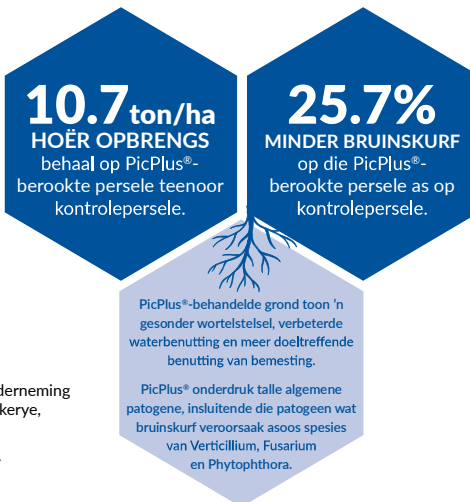 10.7 ton/ha
HOËR OPBRENGS
behaal op PicPlus®-
berookte persele teenoor
kontrolepersele.
25.7%
MINDER BRUINSKURF
op die PicPlus®-
berookte persele as op
kontrolepersele.
PicPlus®-behandelde grond toon 'n
gesonder wortelstelsel, verbeterde
waterbenutting en meer doeltreffende
benutting van bemesting.
PicPlus® onderdruk talle algemene
patogene, insluitende die patogeen wat
bruinskurf veroorsaak asoos spesies
van Verticillium, Fusarium
en Phytophthora.
derneming
kerye,